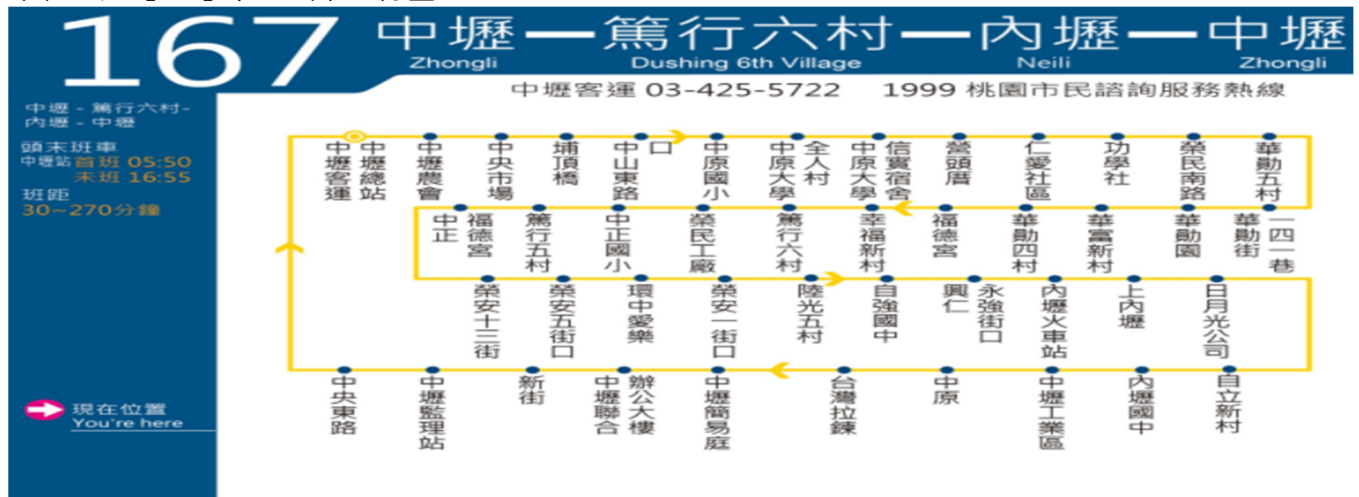 167
中壢－篤行六村－內壢－中壢
Zhongli Dushing 6th Village Neili Zhongli
中壢客運 03-425-5722 1999 桃園市民諮詢服務熱線
中壢 - 篤行六村-
內壢 - 中壢
頭末班車
中壢站 首班 05:50
末班 16:55
班距
30~270分鐘
現在位置
You're here
中壢客運 中壢總站
中壢農會
中央市場
埔頂橋
中山東路口
中原國小
中原大學 全人村
中原大學 信實宿舍
營頭厝
仁愛社區
功學社
榮民南路
華勛五村
華勛街 一四一巷
華勛園
華富新村
華勛四村
福德宮
幸福新村
篤行六村
榮民工廠
中正國小
篤行五村
中正 福德宮
榮安十三街
榮安五街口
環中愛樂
榮安一街口
陸光五村
自強國中
興仁 永強街口
內壢火車站
上內壢
日月光公司
自立新村
內壢國中
中壢工業區
中原
台灣拉鍊
中壢簡易庭
中壢聯合 辦公大樓
新街
中壢監理站
中央東路